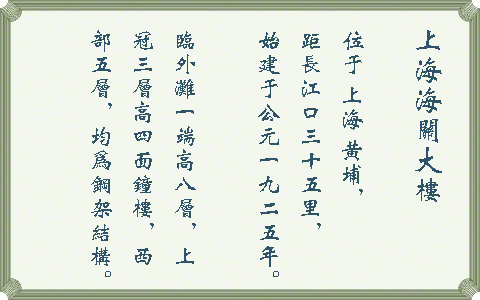 上海海關大樓
位于上海黃埔，
距長江口三十五里，
始建于公元一九二五年。
臨外灘一端高八層，上
冠三層高四面鐘樓，西
部五層，均爲鋼架結構。